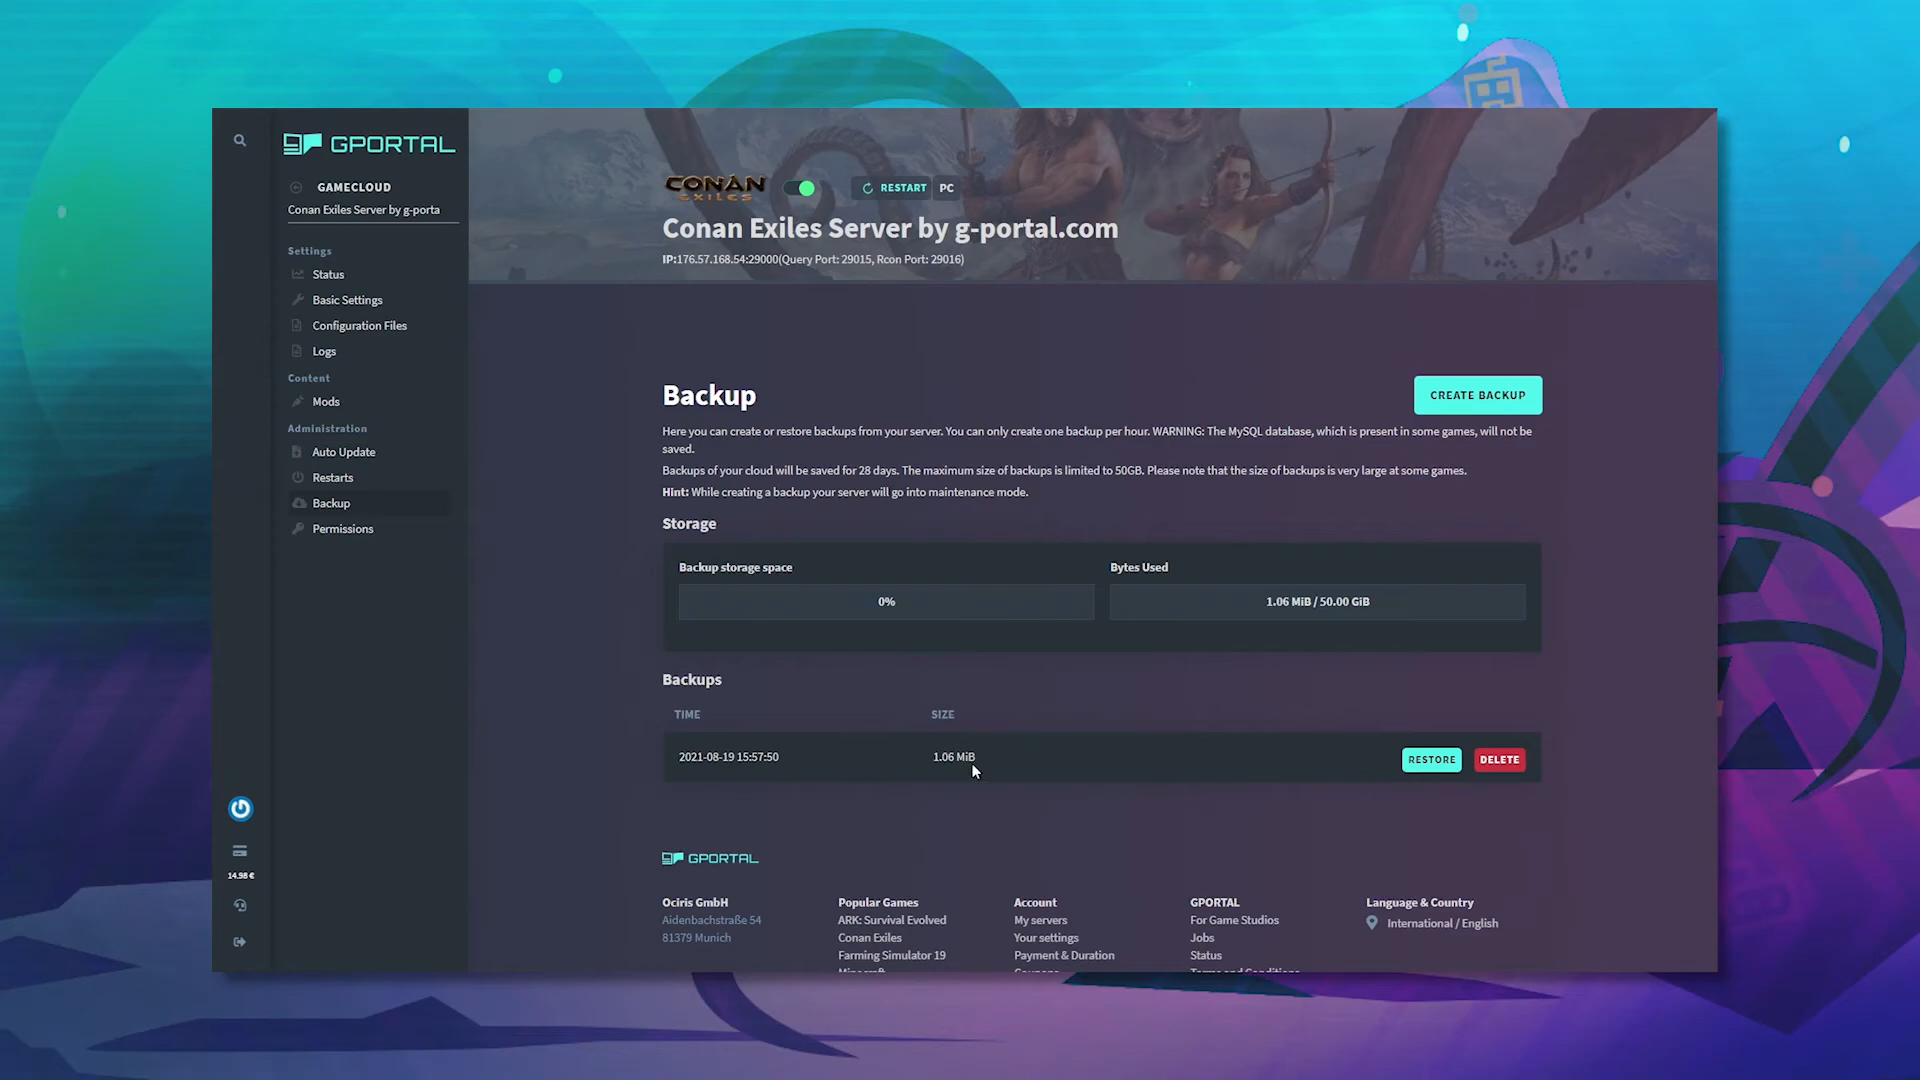 GPORTAL
GAMECLOUD
Conan Exiles Server by g-porta
Settings
Status
Basic Settings
Configuration Files
Logs
Content
Mods
Administration
Auto Update
Restarts
Backup
Permissions
14.98 €
CONAN
EXILES
RESTART
PC
Conan Exiles Server by g-portal.com
IP:176.57.168.54:29000(Query Port: 29015, Rcon Port: 29016)
Backup
CREATE BACKUP
Here you can create or restore backups from your server. You can only create one backup per hour. WARNING: The MySQL database, which is present in some games, will not be
saved.
Backups of your cloud will be saved for 28 days. The maximum size of backups is limited to 50GB. Please note that the size of backups is very large at some games.
Hint: While creating a backup your server will go into maintenance mode.
Storage
Backup storage space
Bytes Used
0%
1.06 MiB / 50.00 GiB
Backups
TIME
SIZE
2021-08-19 15:57:50
1.06 MiB
RESTORE
DELETE
GPORTAL
Ociris GmbH
Aidenbachstraße 54
81379 Munich
Popular Games
ARK: Survival Evolved
Conan Exiles
Farming Simulator 19
Minecraft
Account
My servers
Your settings
Payment & Duration
Coupons
GPORTAL
For Game Studios
Jobs
Status
Terms and Conditions
Language & Country
International / English